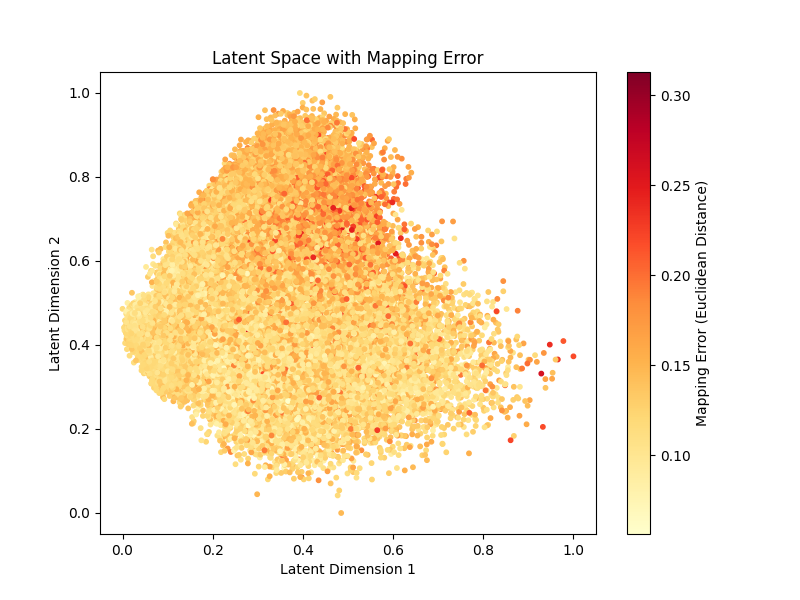 Latent Space with Mapping Error
1.0
0.8
0.6
0.4
0.2
0.0
Latent Dimension 2
0.0 0.2 0.4 0.6 0.8 1.0
Latent Dimension 1
0.30
0.25
0.20
0.15
0.10
Mapping Error (Euclidean Distance)